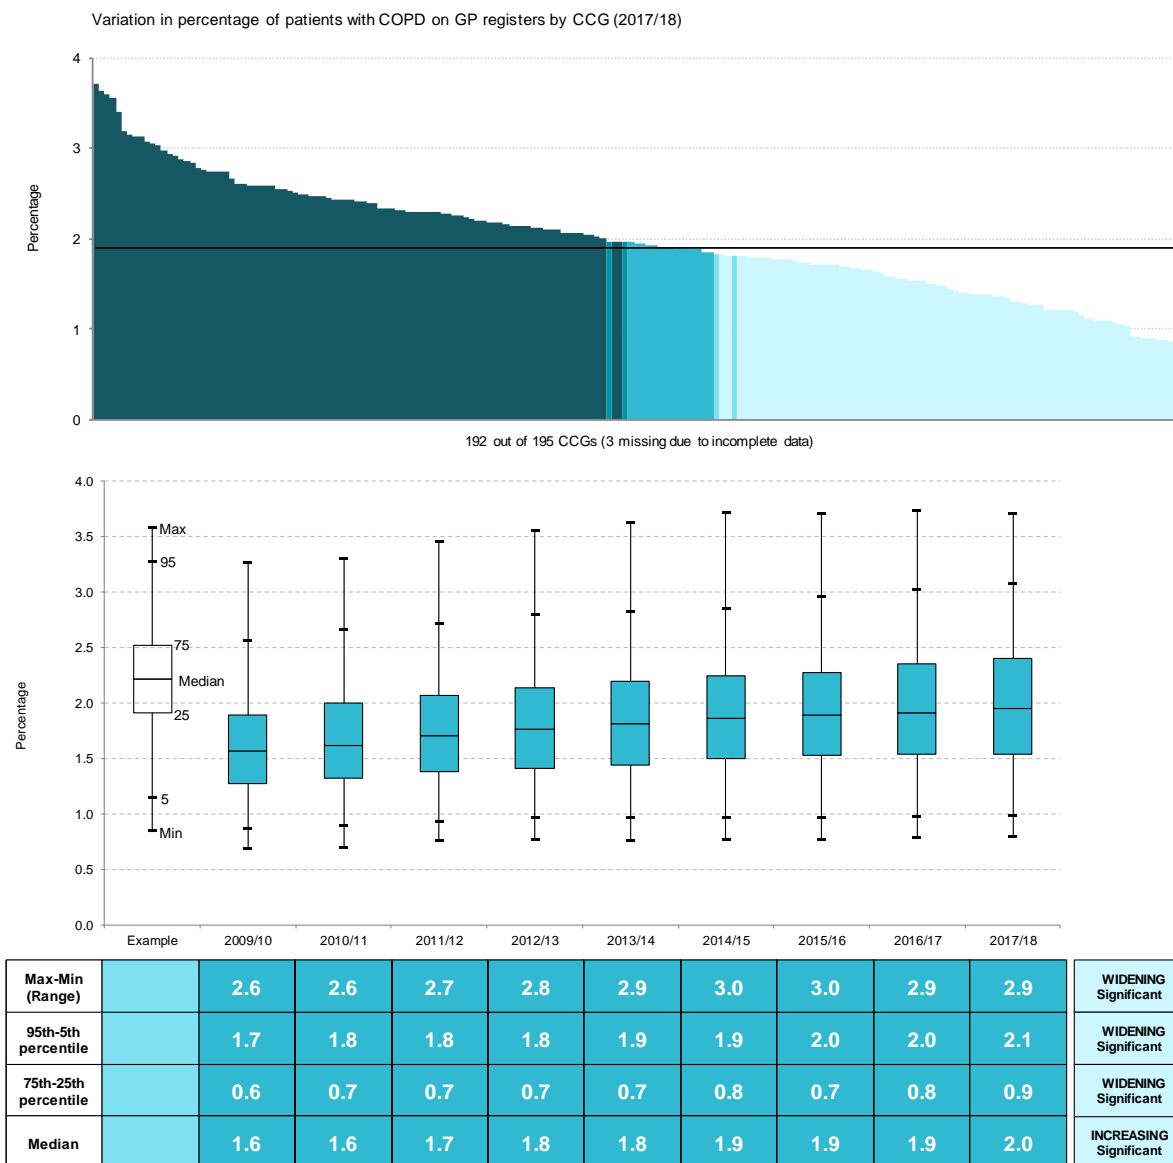 Variation in percentage of patients with COPD on GP registers by CCG (2017/18)
4
3
2
1
0
Percentage
192 out of 195 CCGs (3 missing due to incomplete data)
4.0
3.5
3.0
2.5
2.0
1.5
1.0
0.5
0.0
Percentage
Max
95
75
Median
25
5
Min
Example 2009/10 2010/11 2011/12 2012/13 2013/14 2014/15 2015/16 2016/17 2017/18
Max-Min (Range) 2.6 2.6 2.7 2.8 2.9 3.0 3.0 2.9 2.9 WIDENING Significant
95th-5th percentile 1.7 1.8 1.8 1.8 1.9 1.9 2.0 2.0 2.1 WIDENING Significant
75th-25th percentile 0.6 0.7 0.7 0.7 0.7 0.8 0.7 0.8 0.9 WIDENING Significant
Median 1.6 1.6 1.7 1.8 1.8 1.9 1.9 1.9 2.0 INCREASING Significant